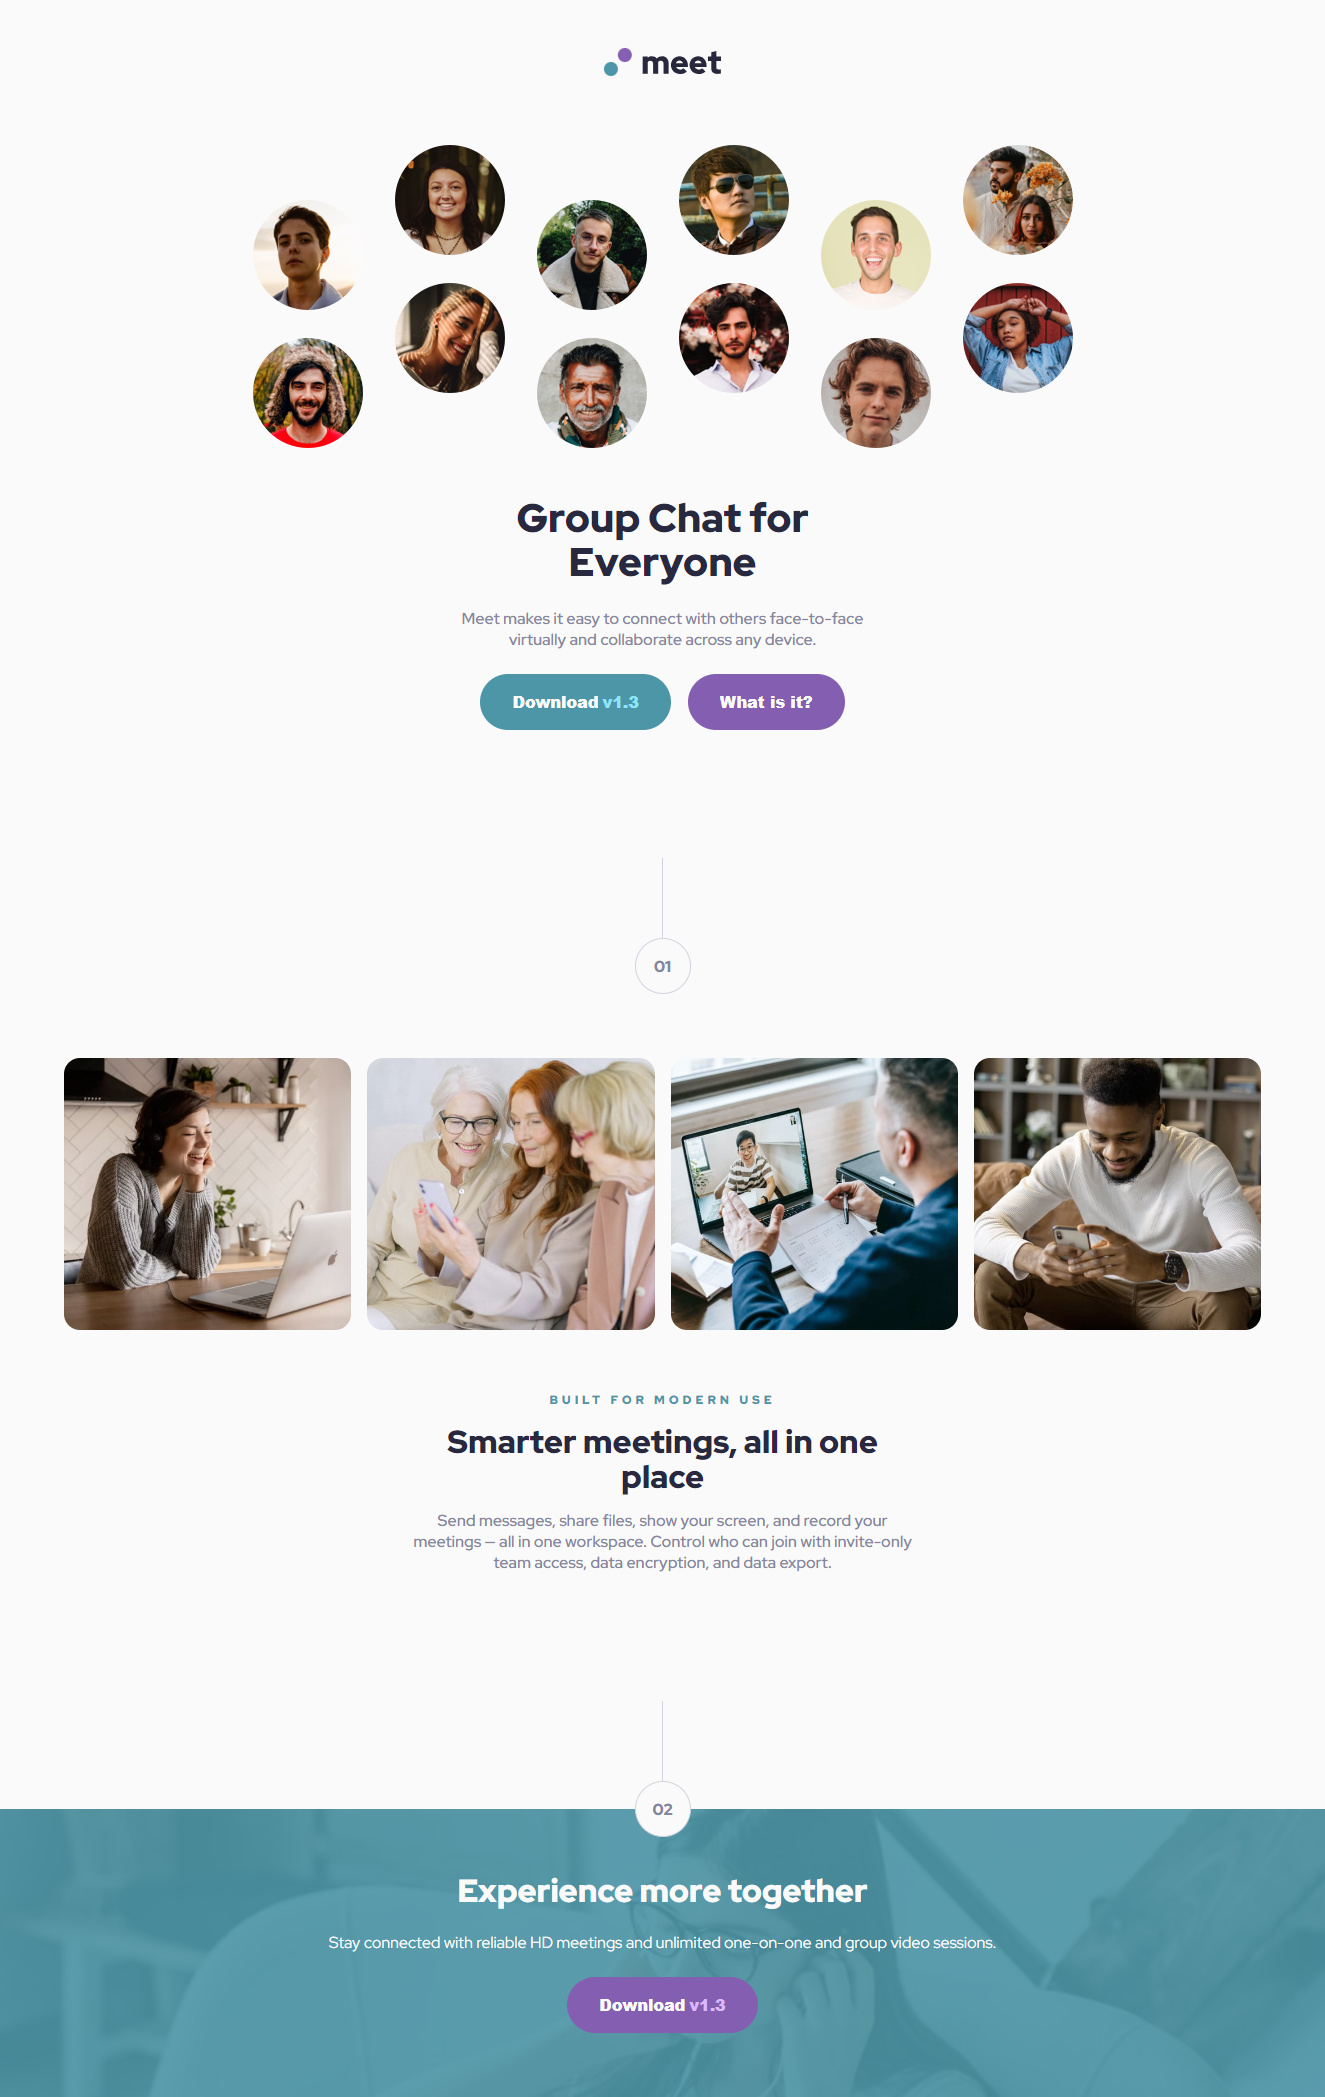 meet
Group Chat for
Everyone
Meet makes it easy to connect with others face-to-face
virtually and collaborate across any device.
Download v1.3
What is it?
01
BUILT FOR MODERN USE
Smarter meetings, all in one
place
Send messages, share files, show your screen, and record your
meetings — all in one workspace. Control who can join with invite-only
team access, data encryption, and data export.
02
Experience more together
Stay connected with reliable HD meetings and unlimited one-on-one and group video sessions.
Download v1.3